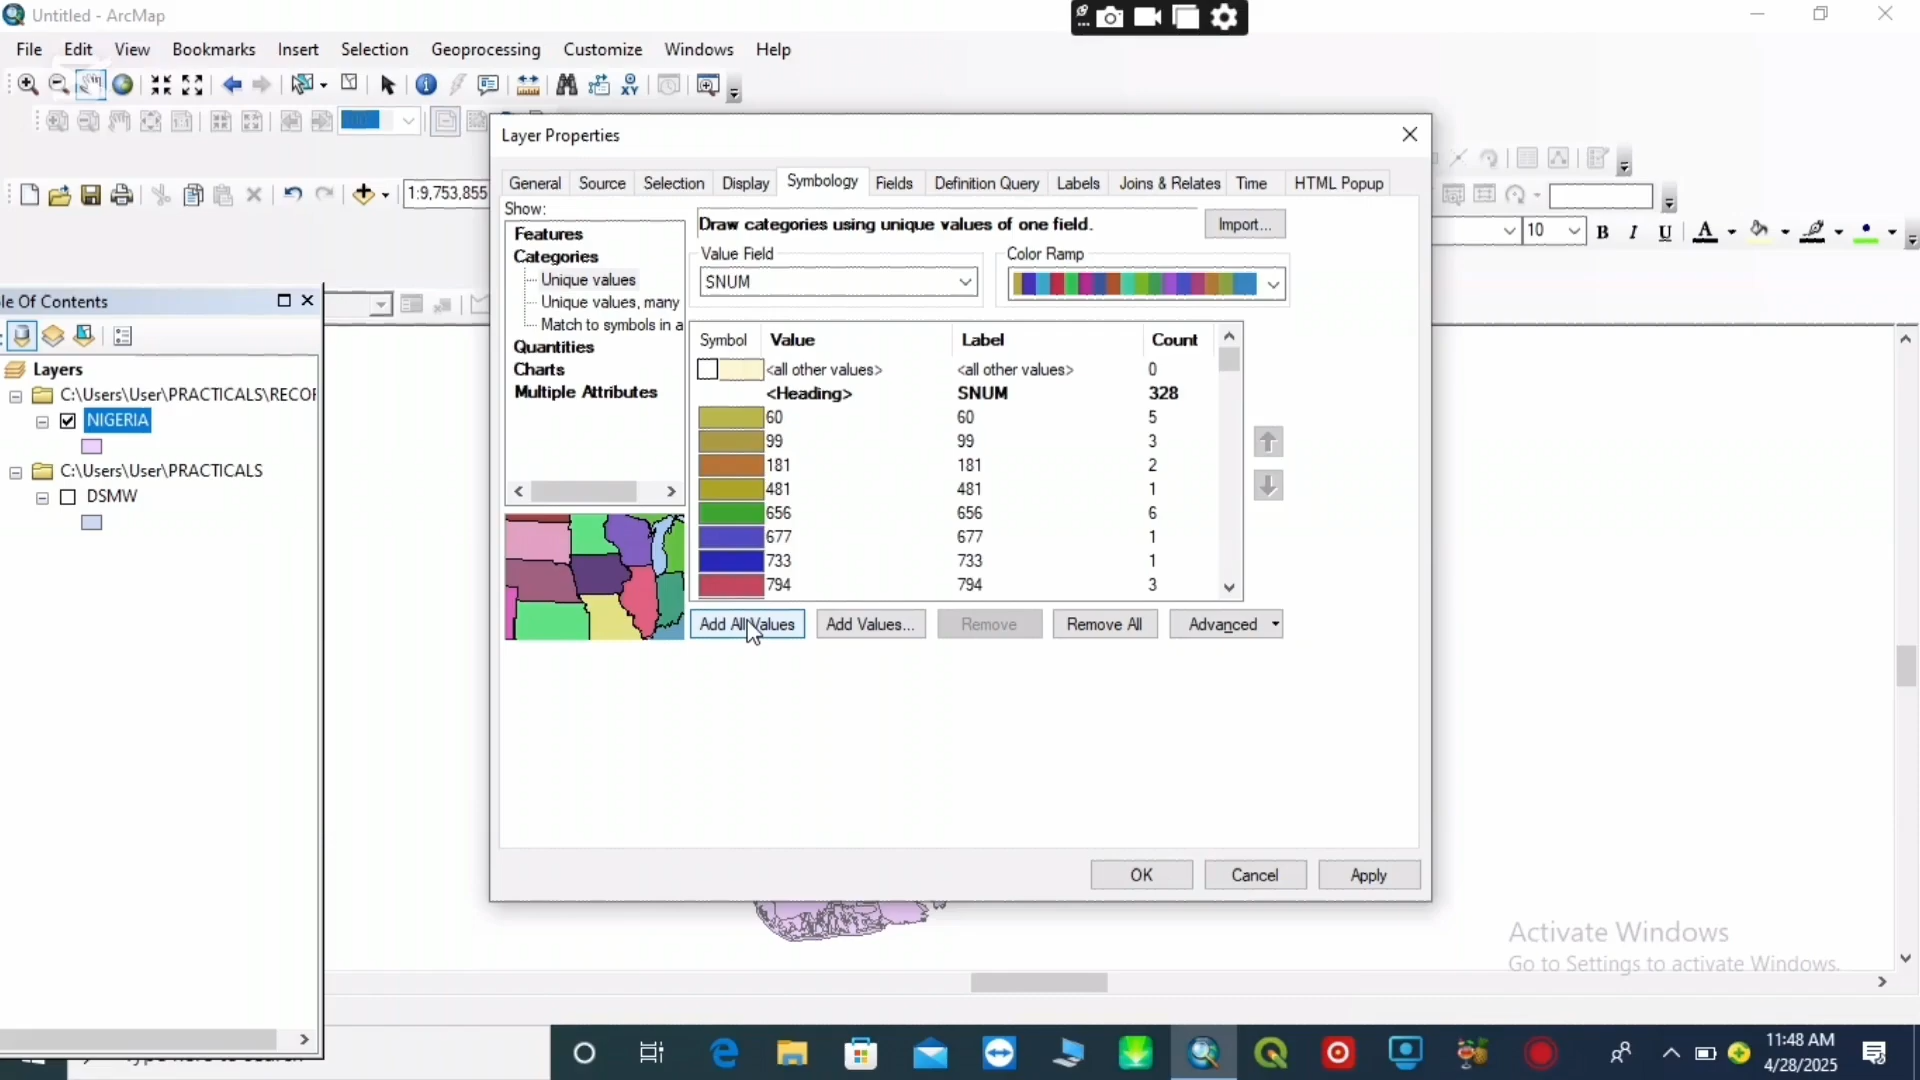 Untitled - ArcMap
File Edit View Bookmarks Insert Selection Geoprocessing Customize Windows Help
1:9,753,855
10 B I U A
Layer Properties
General Source Selection Display Symbology Fields Definition Query Labels Joins & Relates Time HTML Popup
Show:
Features
Categories
Unique values
Unique values, many
Match to symbols in a
Quantities
Charts
Multiple Attributes
Draw categories using unique values of one field.
Import...
Value Field
SNUM
Color Ramp
Symbol Value Label Count
<all other values> <all other values> 0
<Heading> SNUM 328
60 60 5
99 99 3
181 181 2
481 481 1
656 656 6
677 677 1
733 733 1
794 794 3
Add All Values Add Values... Remove Remove All Advanced
OK Cancel Apply
le Of Contents
Layers
C:\Users\User\PRACTICALS\RECOF
NIGERIA
C:\Users\User\PRACTICALS
DSMW
Activate Windows
Go to Settings to activate Windows.
11:48 AM
4/28/2025